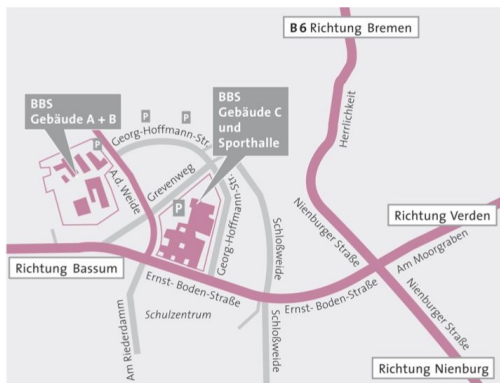 B 6 Richtung Bremen
BBS
Gebäude A + B
BBS
Gebäude C
und
Sporthalle
P
P
P
P
Georg-Hoffmann-Str.
Herrlichkeit
A.d. Weide
Grevenweg
Georg-Hoffmann-Str.
Schloßweide
Nienburger Straße
Richtung Verden
Am Moorgraben
Richtung Bassum
Ernst- Boden-Straße
Ernst- Boden-Straße
Nienburger Straße
Am Riederdamm
Schulzentrum
Schloßweide
Richtung Nienburg